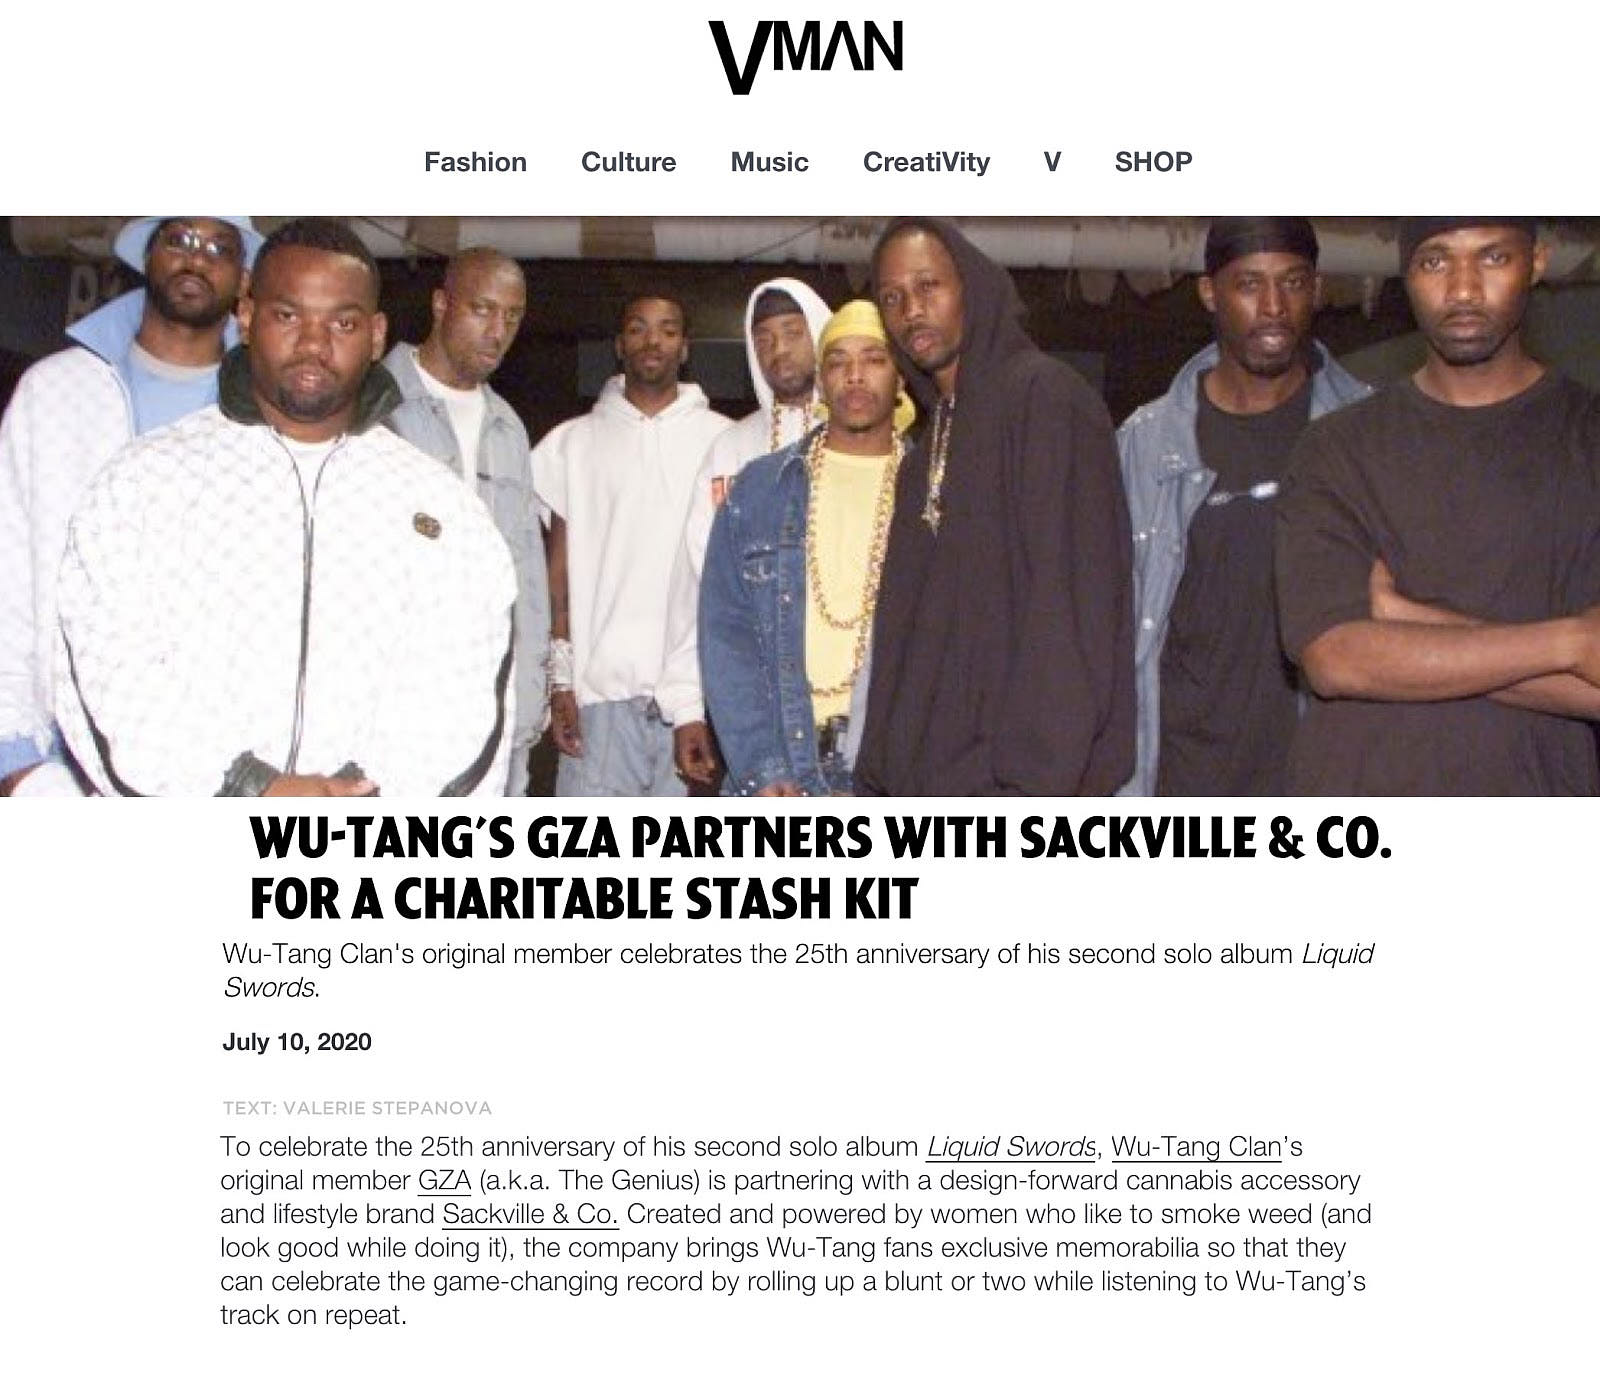 VMAN
Fashion Culture Music CreatiVity V SHOP
WU-TANG'S GZA PARTNERS WITH SACKVILLE & CO.
FOR A CHARITABLE STASH KIT
Wu-Tang Clan's original member celebrates the 25th anniversary of his second solo album Liquid
Swords.
July 10, 2020
TEXT: VALERIE STEPANOVA
To celebrate the 25th anniversary of his second solo album Liquid Swords, Wu-Tang Clan’s
original member GZA (a.k.a. The Genius) is partnering with a design-forward cannabis accessory
and lifestyle brand Sackville & Co. Created and powered by women who like to smoke weed (and
look good while doing it), the company brings Wu-Tang fans exclusive memorabilia so that they
can celebrate the game-changing record by rolling up a blunt or two while listening to Wu-Tang’s
track on repeat.